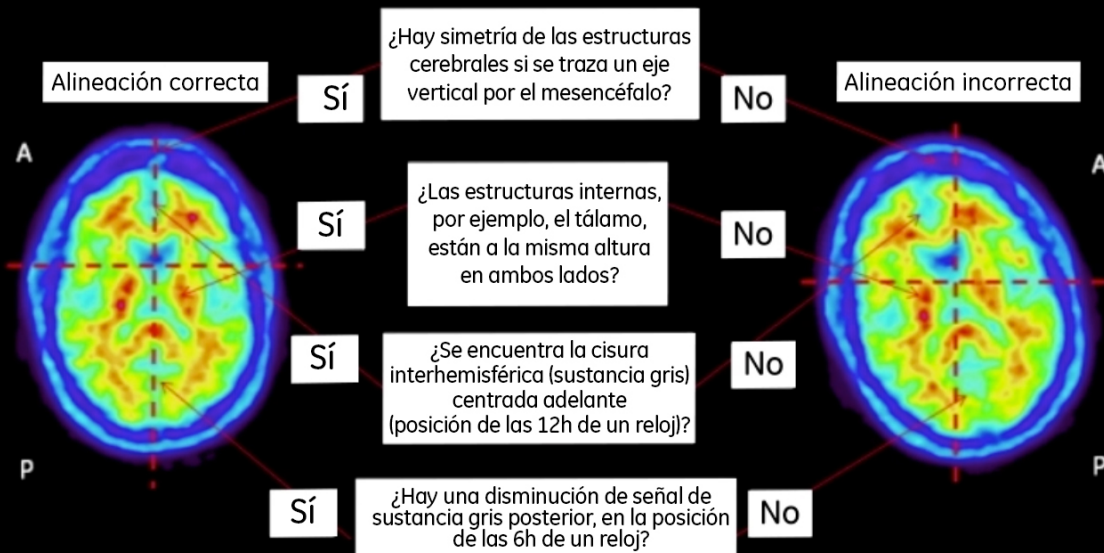 ¿Hay simetría de las estructuras
cerebrales si se traza un eje
vertical por el mesencéfalo?
Alineación correcta
Sí
No
Alineación incorrecta
A
A
¿Las estructuras internas,
por ejemplo, el tálamo,
están a la misma altura
en ambos lados?
Sí
No
¿Se encuentra la cisura
interhemisférica (sustancia gris)
centrada adelante
(posición de las 12h de un reloj)?
Sí
No
P
P
¿Hay una disminución de señal de
sustancia gris posterior, en la posición
de las 6h de un reloj?
Sí
No